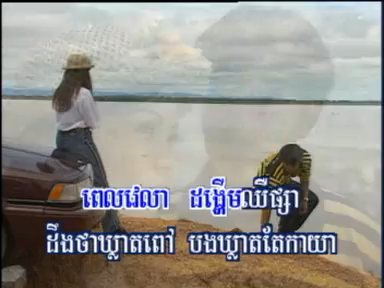 ពេលវេលា ដង្ហើមឈឺផ្សា
ដឹងថាឃ្លាតពៅ បងឃ្លាតតែកាយា